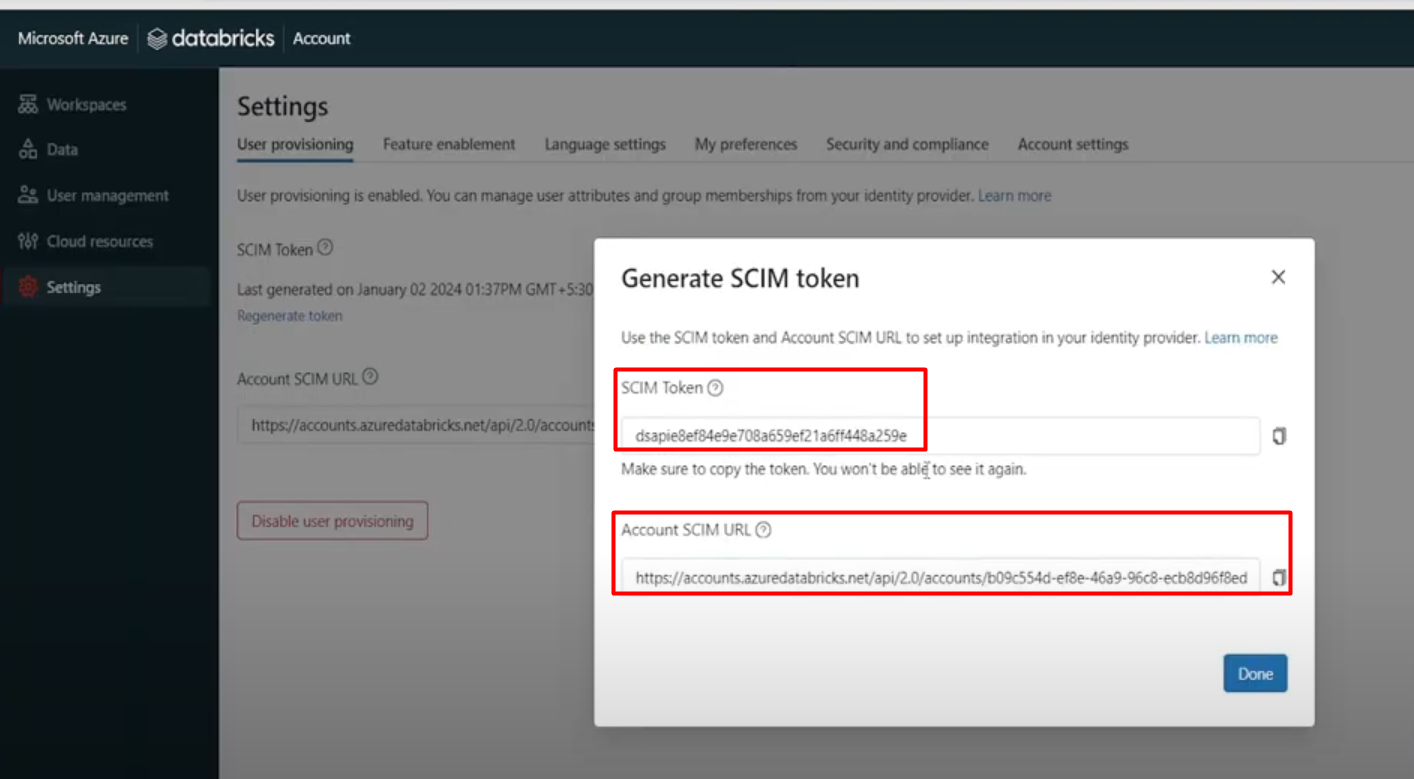 Microsoft Azure databricks Account
Workspaces
Data
User management
Cloud resources
Settings
Settings
User provisioning Feature enablement Language settings My preferences Security and compliance Account settings
User provisioning is enabled. You can manage user attributes and group memberships from your identity provider. Learn more
SCIM Token
Last generated on January 02 2024 01:37PM GMT+5:30
Regenerate token
Account SCIM URL
https://accounts.azuredatabricks.net/api/2.0/accounts
Disable user provisioning
Generate SCIM token
Use the SCIM token and Account SCIM URL to set up integration in your identity provider. Learn more
SCIM Token
dsapie8ef84e9e708a659ef21a6ff448a259e
Make sure to copy the token. You won't be able to see it again.
Account SCIM URL
https://accounts.azuredatabricks.net/api/2.0/accounts/b09c554d-ef8e-46a9-96c8-ecb8d96f8ed
Done